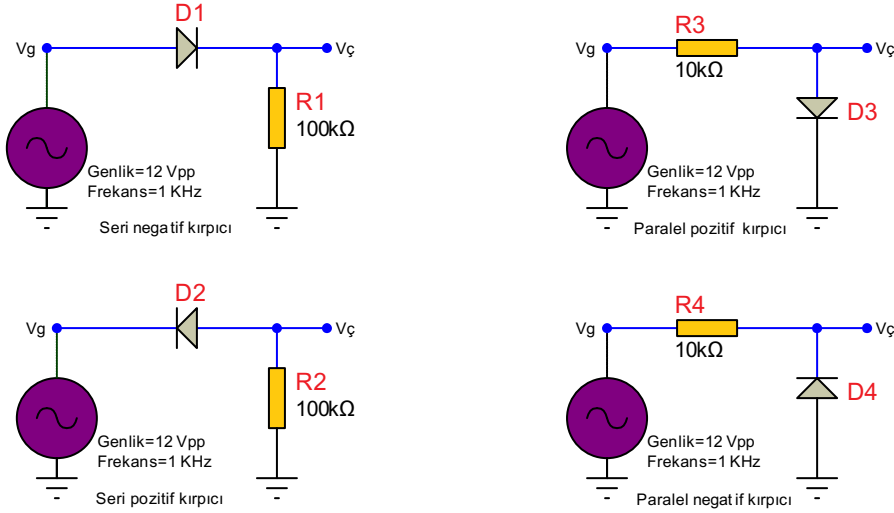 D1
Vg
Vç
R1
100kΩ
Genlik=12 Vpp
Frekans=1 KHz
Seri negatif kırpıcı
R3
Vg
Vç
10kΩ
D3
Genlik=12 Vpp
Frekans=1 KHz
Paralel pozitif kırpıcı
D2
Vg
Vç
R2
100kΩ
Genlik=12 Vpp
Frekans=1 KHz
Seri pozitif kırpıcı
R4
Vg
Vç
10kΩ
D4
Genlik=12 Vpp
Frekans=1 KHz
Paralel negatif kırpıcı